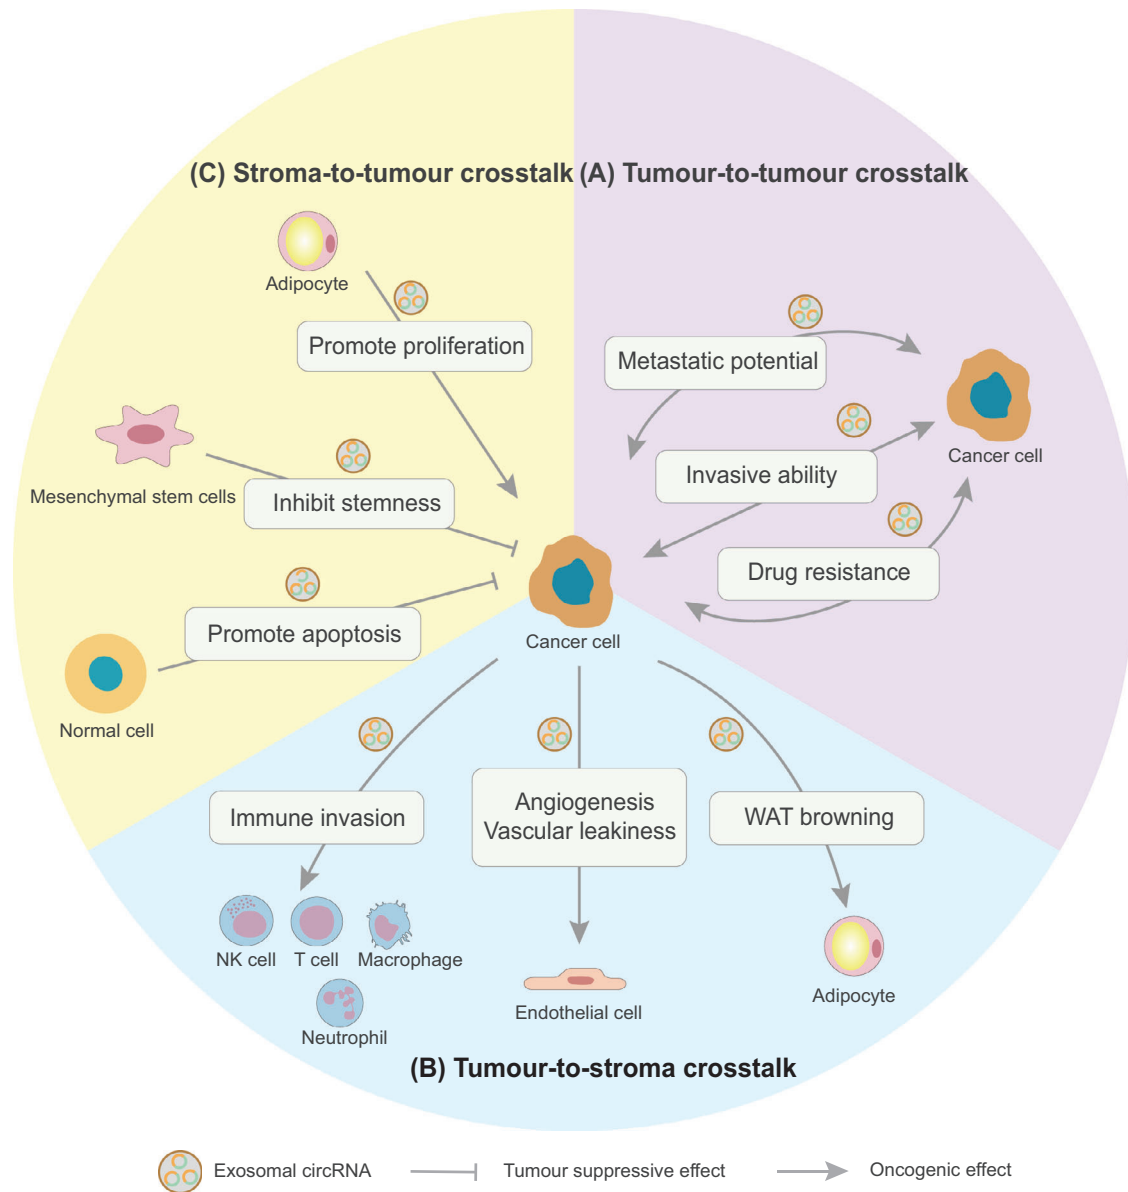 (C) Stroma-to-tumour crosstalk
(A) Tumour-to-tumour crosstalk
Adipocyte
Promote proliferation
Mesenchymal stem cells
Inhibit stemness
Promote apoptosis
Normal cell
Metastatic potential
Invasive ability
Cancer cell
Drug resistance
Cancer cell
Immune invasion
Angiogenesis
Vascular leakiness
WAT browning
NK cell
T cell
Macrophage
Neutrophil
Endothelial cell
Adipocyte
(B) Tumour-to-stroma crosstalk
Exosomal circRNA
Tumour suppressive effect
Oncogenic effect